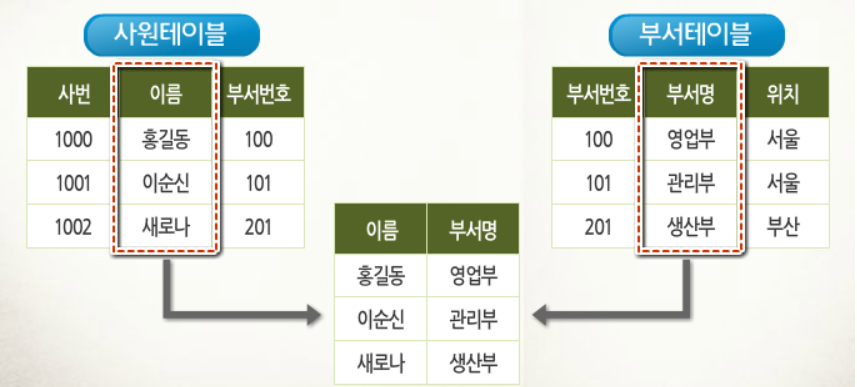 사원테이블
사번 이름 부서번호
1000 홍길동 100
1001 이순신 101
1002 새로나 201
부서테이블
부서번호 부서명 위치
100 영업부 서울
101 관리부 서울
201 생산부 부산
이름 부서명
홍길동 영업부
이순신 관리부
새로나 생산부